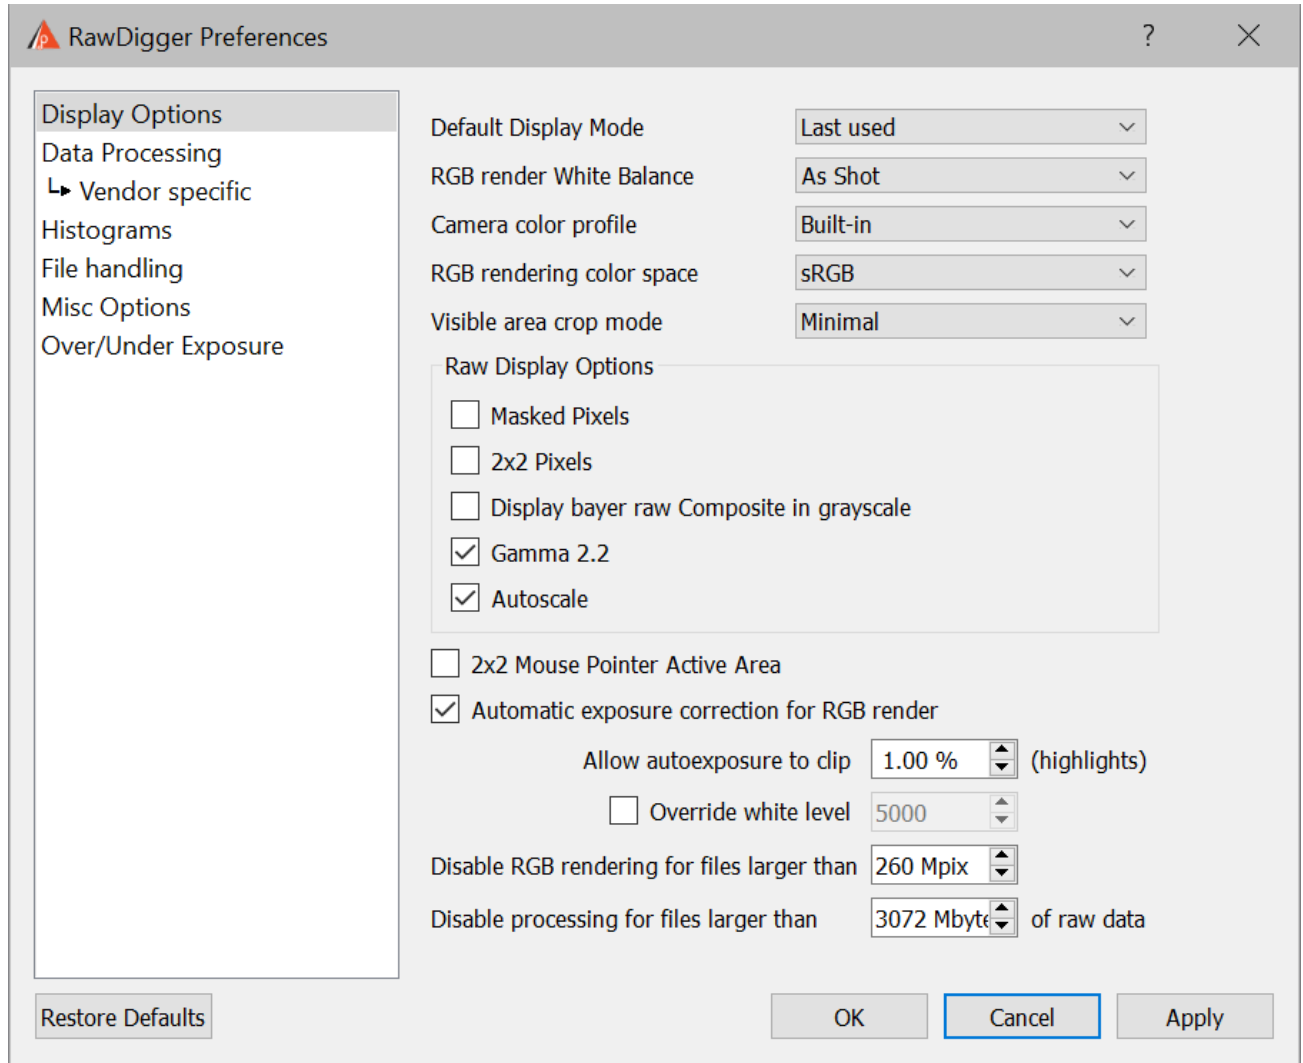 RawDigger Preferences ?
Display Options
Data Processing
Vendor specific
Histograms
File handling
Misc Options
Over/Under Exposure
Default Display Mode Last used
RGB render White Balance As Shot
Camera color profile Built-in
RGB rendering color space sRGB
Visible area crop mode Minimal
Raw Display Options
Masked Pixels
2x2 Pixels
Display bayer raw Composite in grayscale
Gamma 2.2
Autoscale
2x2 Mouse Pointer Active Area
Automatic exposure correction for RGB render
Allow autoexposure to clip 1.00 % (highlights)
Override white level 5000
Disable RGB rendering for files larger than 260 Mpix
Disable processing for files larger than 3072 Mbyte of raw data
Restore Defaults OK Cancel Apply